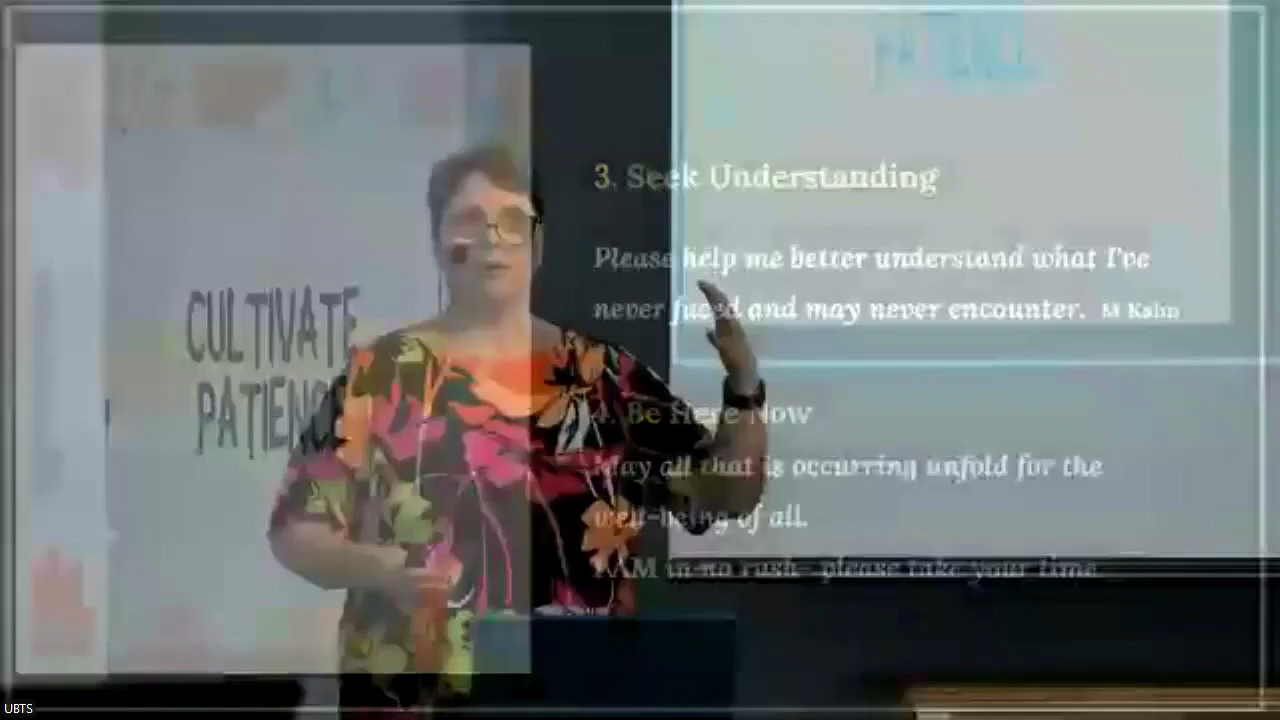 CULTIVATE
PATIENCE
3. Seek Understanding
Please help me better understand what I've
never faced and may never encounter. M Kalin
4. Be Here Now
May all that is occurring unfold for the
well-being of all.
I AM in no rush- please take your time
UBTS